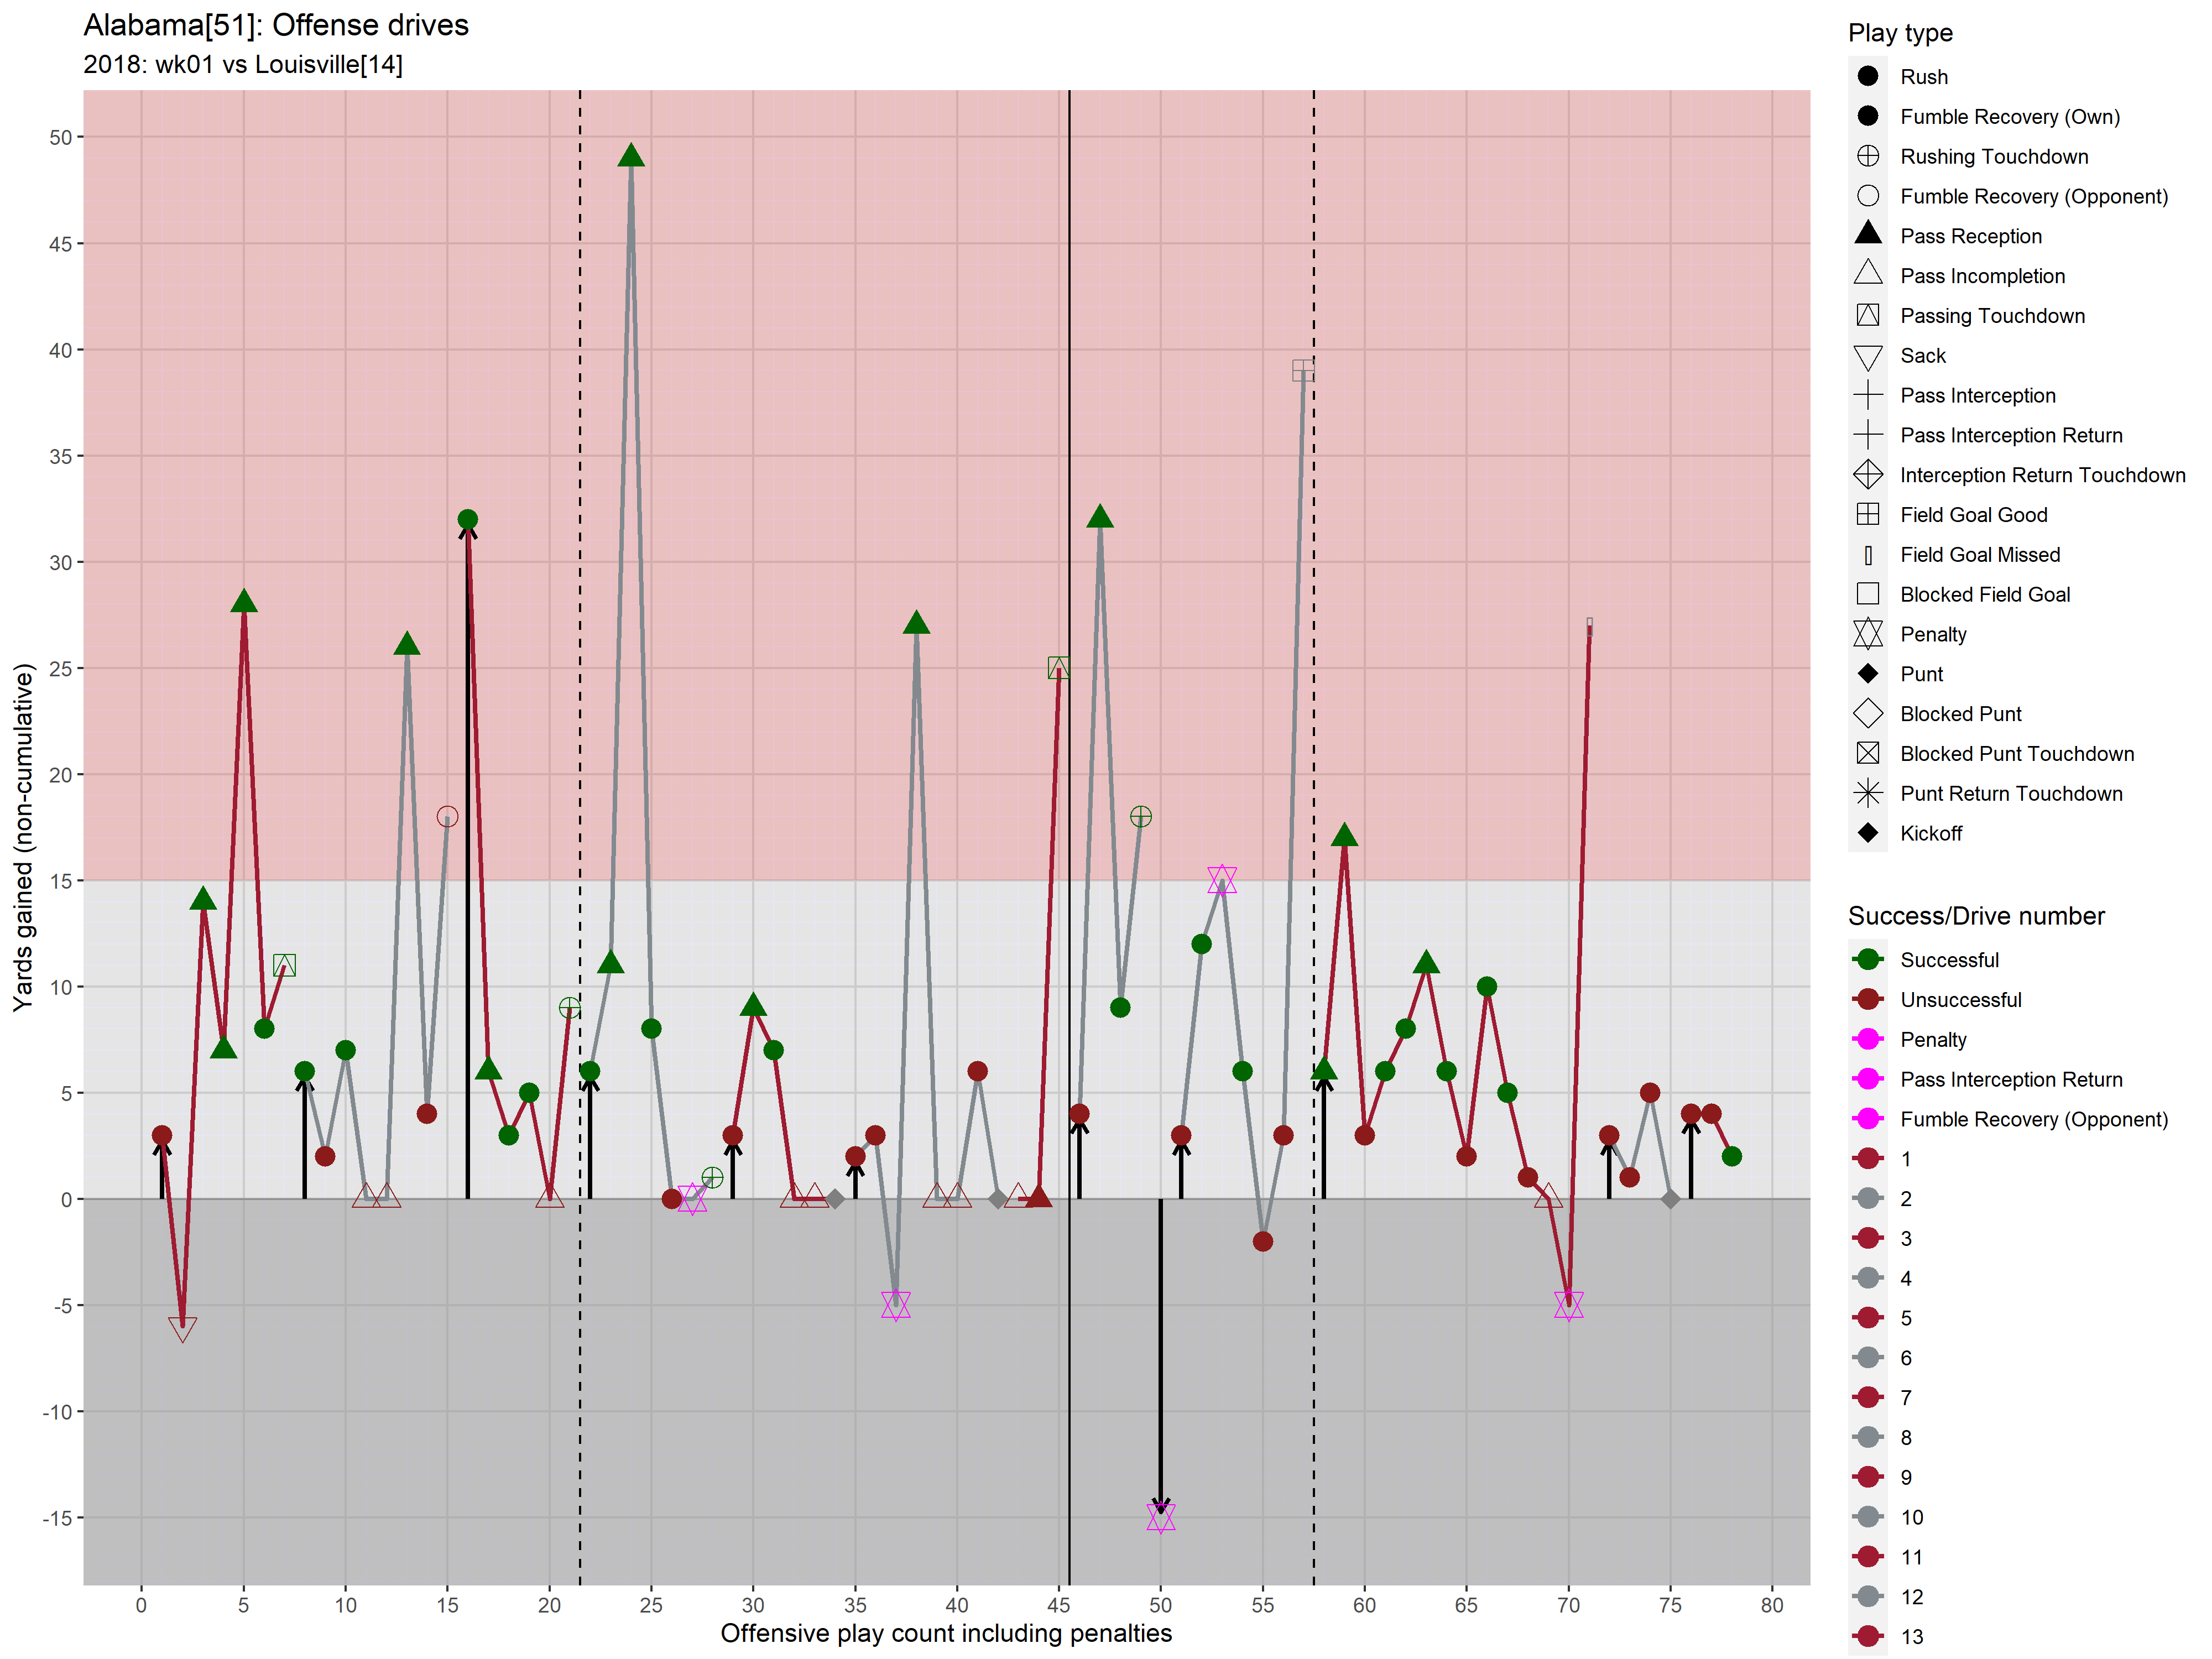 Alabama[51]: Offense drives
2018: wk01 vs Louisville[14]
Yards gained (non-cumulative)
50
45
40
35
30
25
20
15
10
5
0
-5
-10
-15
0 5 10 15 20 25 30 35 40 45 50 55 60 65 70 75 80
Offensive play count including penalties
Play type
Rush
Fumble Recovery (Own)
Rushing Touchdown
Fumble Recovery (Opponent)
Pass Reception
Pass Incompletion
Passing Touchdown
Sack
Pass Interception
Pass Interception Return
Interception Return Touchdown
Field Goal Good
Field Goal Missed
Blocked Field Goal
Penalty
Punt
Blocked Punt
Blocked Punt Touchdown
Punt Return Touchdown
Kickoff
Success/Drive number
Successful
Unsuccessful
Penalty
Pass Interception Return
Fumble Recovery (Opponent)
1
2
3
4
5
6
7
8
9
10
11
12
13